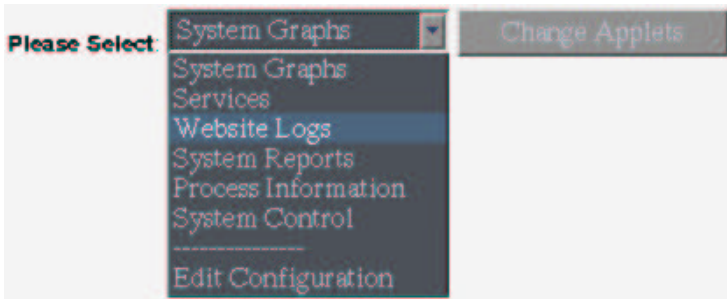 Please Select: System Graphs Change Applets
System Graphs
Services
Website Logs
System Reports
Process Information
System Control
----------------
Edit Configuration